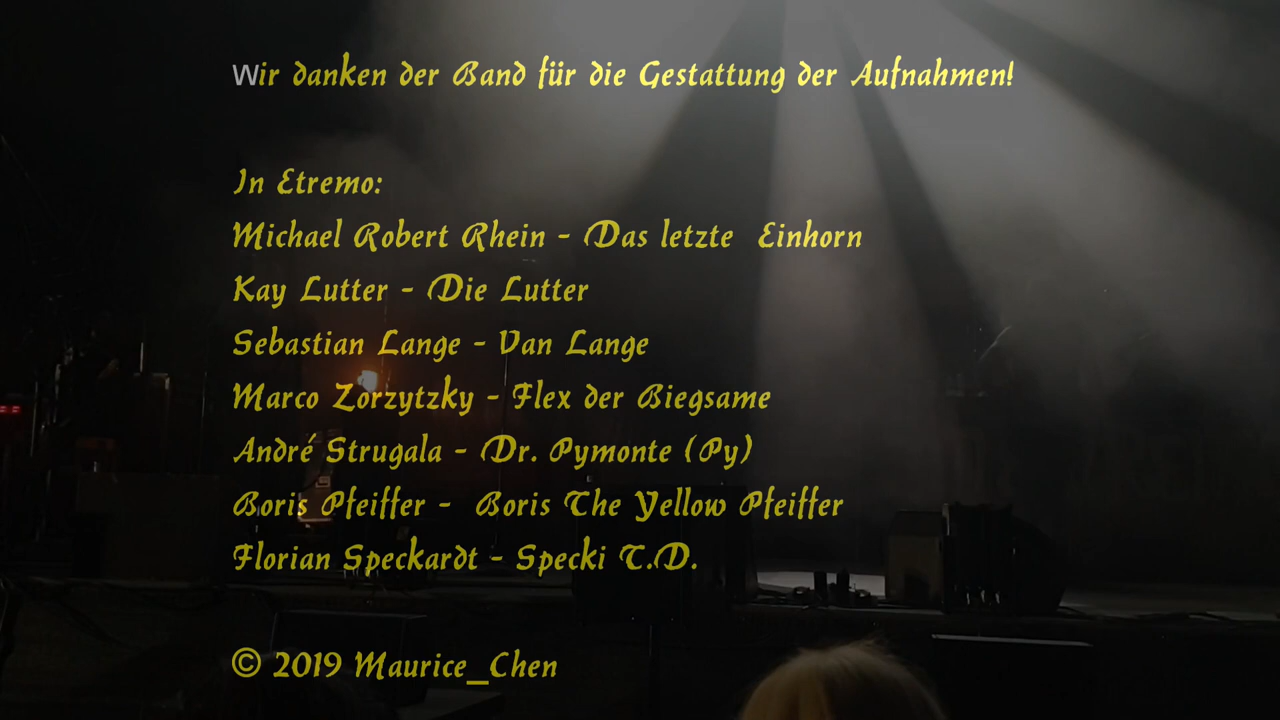 Wir danken der Band für die Gestattung der Aufnahmen!
In Etremo:
Michael Robert Rhein - Das letzte Einhorn
Kay Lutter - Die Lutter
Sebastian Lange - Van Lange
Marco Zorzytzky - Flex der Biegsame
André Strugala - Dr. Pymonte (Py)
Boris Pfeiffer - Boris The Yellow Pfeiffer
Florian Speckardt - Specki T.D.
© 2019 Maurice_Chen